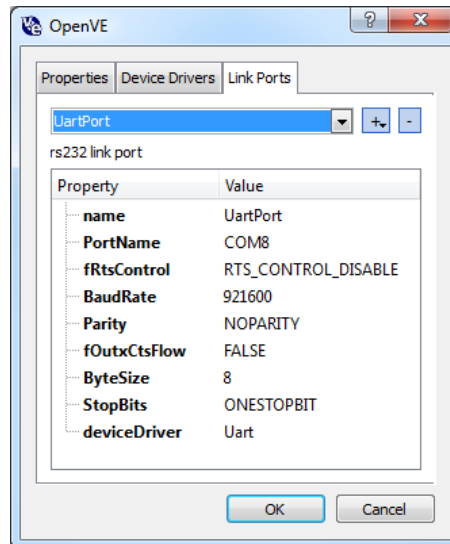 OpenVE
Properties Device Drivers Link Ports
UartPort + -
rs232 link port
Property Value
name UartPort
PortName COM8
fRtsControl RTS_CONTROL_DISABLE
BaudRate 921600
Parity NOPARITY
fOutxCtsFlow FALSE
ByteSize 8
StopBits ONESTOPBIT
deviceDriver Uart
OK Cancel